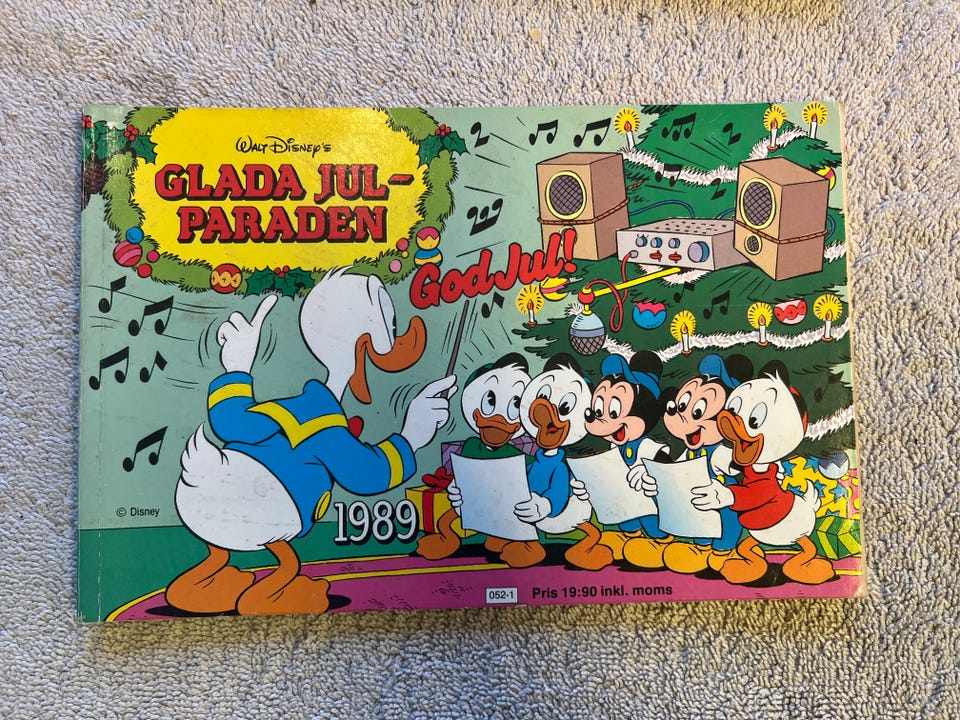 WALT DISNEY'S
GLADA JUL-
PARADEN
God Jul!
© Disney
1989
052-1
Pris 19:90 inkl. moms